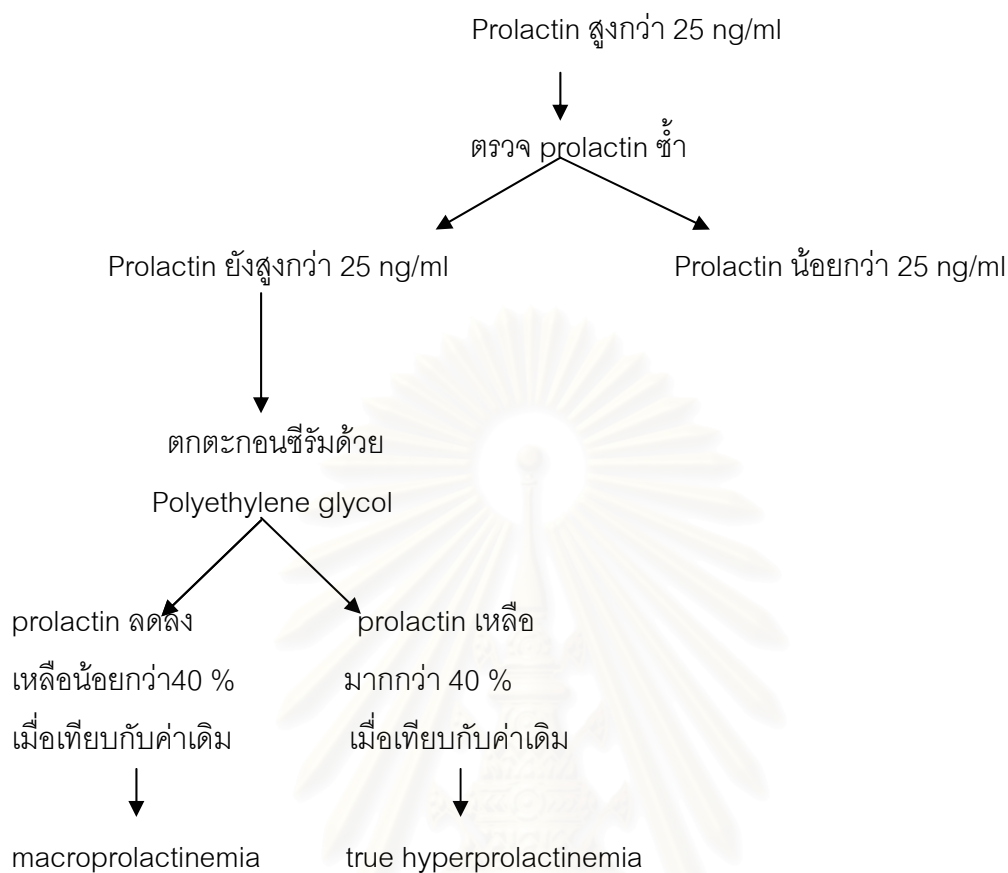 Prolactin สูงกว่า 25 ng/ml
ตรวจ prolactin ซ้ำ
Prolactin ยังสูงกว่า 25 ng/ml
Prolactin น้อยกว่า 25 ng/ml
ตกตะกอนซีรัมด้วย
Polyethylene glycol
prolactin ลดลง
เหลือน้อยกว่า40 %
เมื่อเทียบกับค่าเดิม
prolactin เหลือ
มากกว่า 40 %
เมื่อเทียบกับค่าเดิม
macroprolactinemia
true hyperprolactinemia